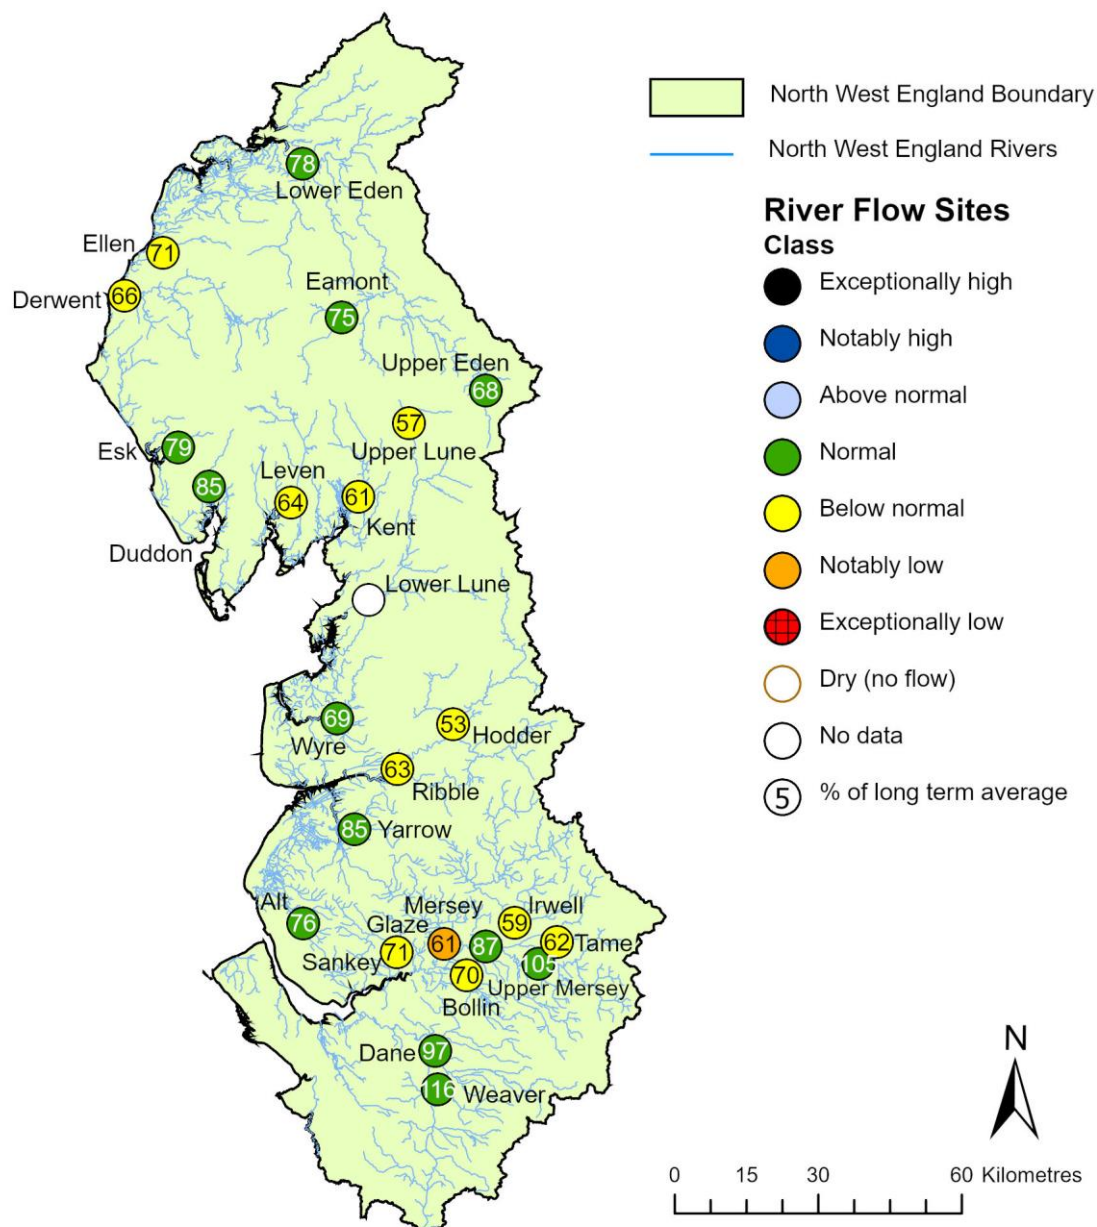 North West England Boundary
North West England Rivers
River Flow Sites
Class
Exceptionally high
Notably high
Above normal
Normal
Below normal
Notably low
Exceptionally low
Dry (no flow)
No data
5 % of long term average
78
Lower Eden
Ellen 71
Derwent 66
Eamont
75
Upper Eden
68
57
Upper Lune
Esk 79
85
Duddon
Leven
64
61
Kent
Lower Lune
69
Wyre
53
Hodder
63
Ribble
85 Yarrow
Alt
76
Mersey
Glaze
61
Irwell
59
62 Tame
87
105
Upper Mersey
Sankey 71
70
Bollin
Dane 97
116 Weaver
N
0 15 30 60 Kilometres